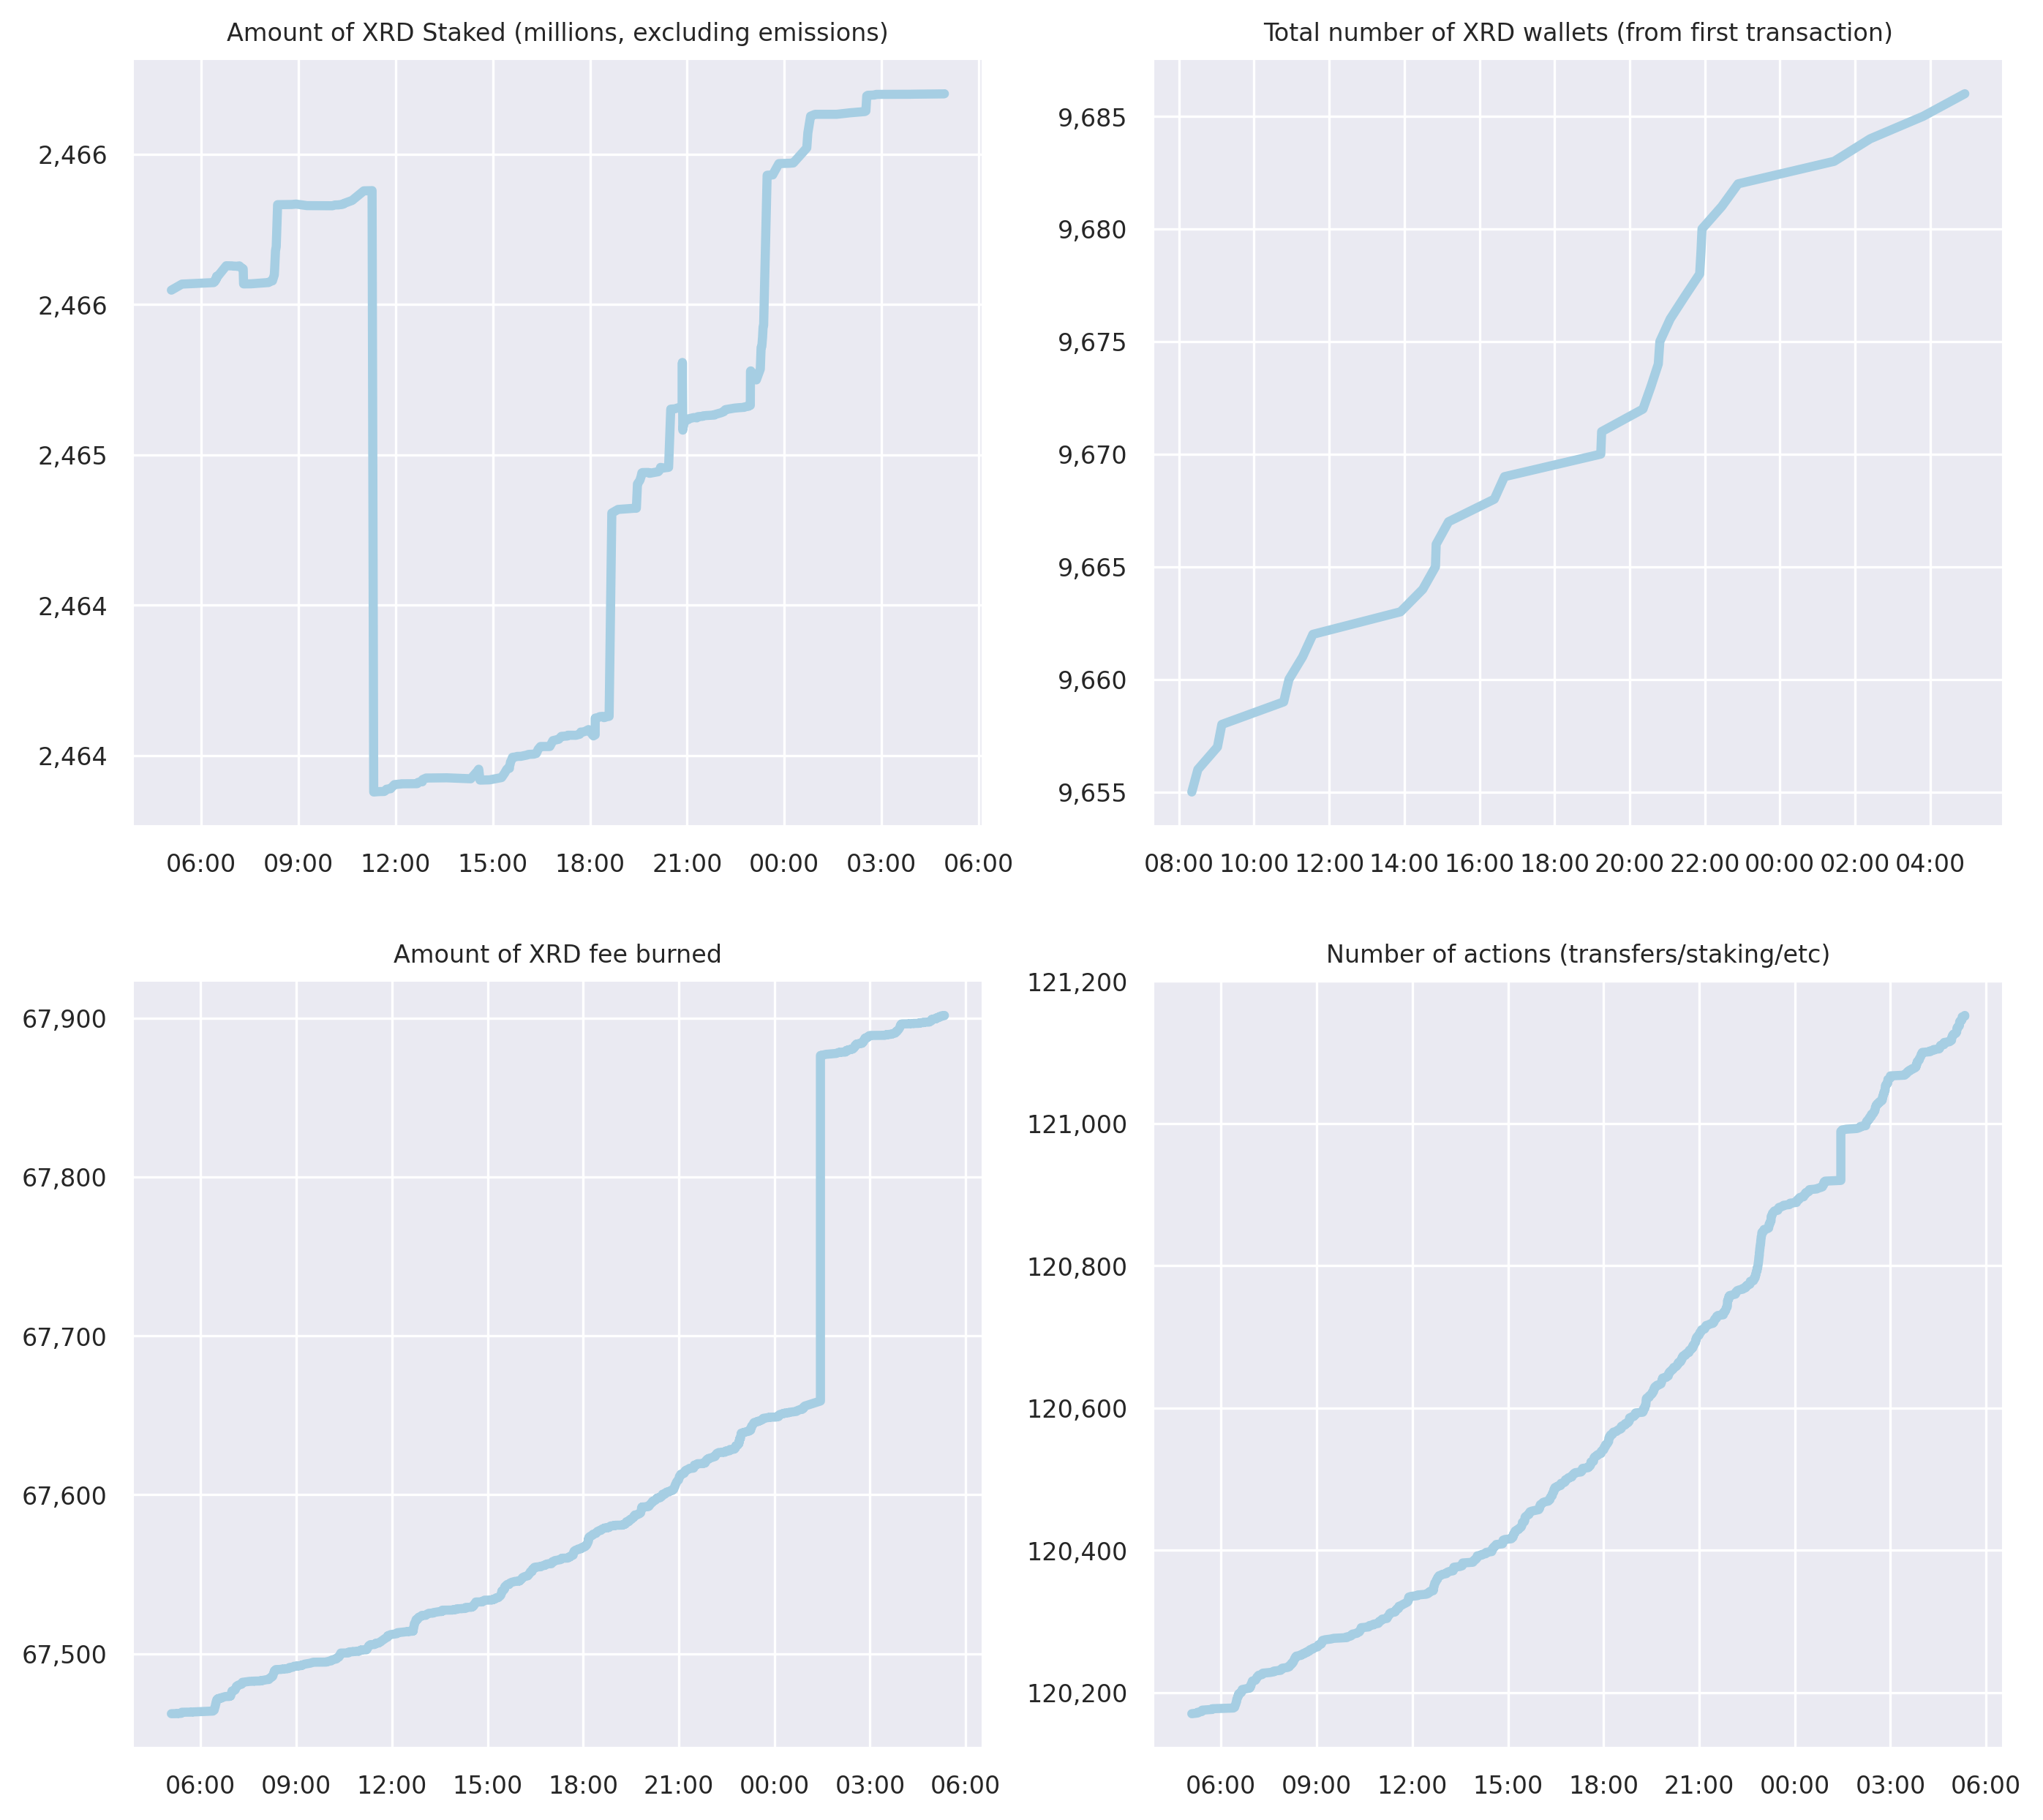 Amount of XRD Staked (millions, excluding emissions)
2,466
2,466
2,465
2,464
2,464
06:00 09:00 12:00 15:00 18:00 21:00 00:00 03:00 06:00
Total number of XRD wallets (from first transaction)
9,685
9,680
9,675
9,670
9,665
9,660
9,655
08:00 10:00 12:00 14:00 16:00 18:00 20:00 22:00 00:00 02:00 04:00
Amount of XRD fee burned
67,900
67,800
67,700
67,600
67,500
06:00 09:00 12:00 15:00 18:00 21:00 00:00 03:00 06:00
Number of actions (transfers/staking/etc)
121,200
121,000
120,800
120,600
120,400
120,200
06:00 09:00 12:00 15:00 18:00 21:00 00:00 03:00 06:00